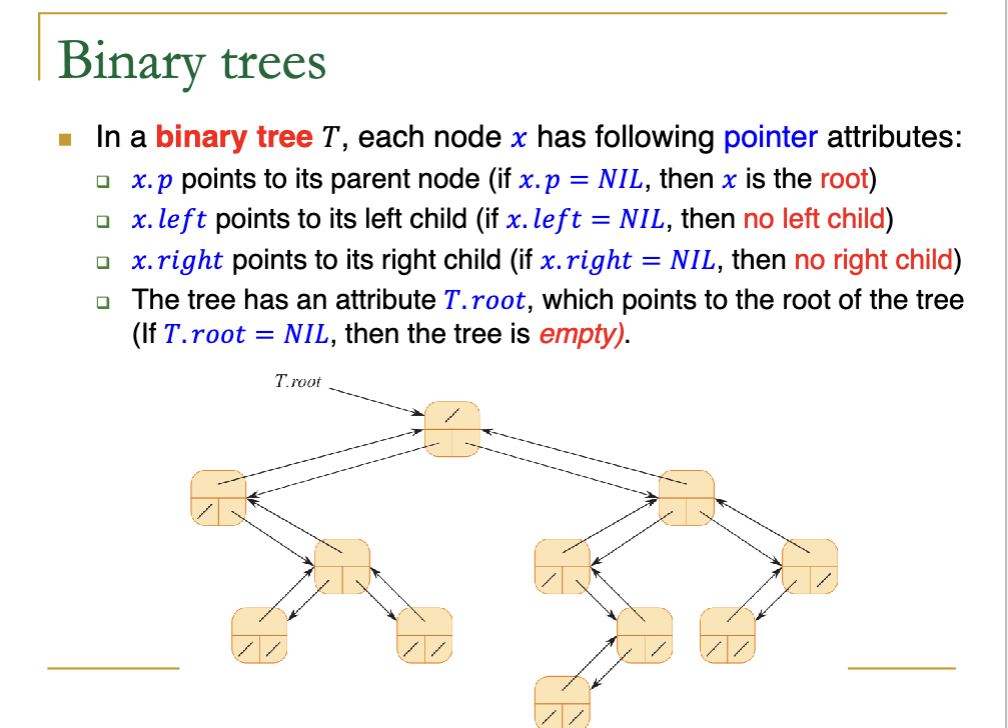 Binary trees
In a binary tree T, each node x has following pointer attributes:
x.p points to its parent node (if x.p = NIL, then x is the root)
x.left points to its left child (if x.left = NIL, then no left child)
x.right points to its right child (if x.right = NIL, then no right child)
The tree has an attribute T.root, which points to the root of the tree
(If T.root = NIL, then the tree is empty).
T.root